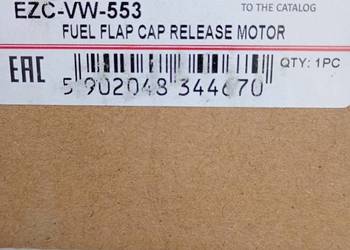 EZC-VW-553
TO THE CATALOG
FUEL FLAP CAP RELEASE MOTOR
EAC
QTY: 1PC
5 902048 344670